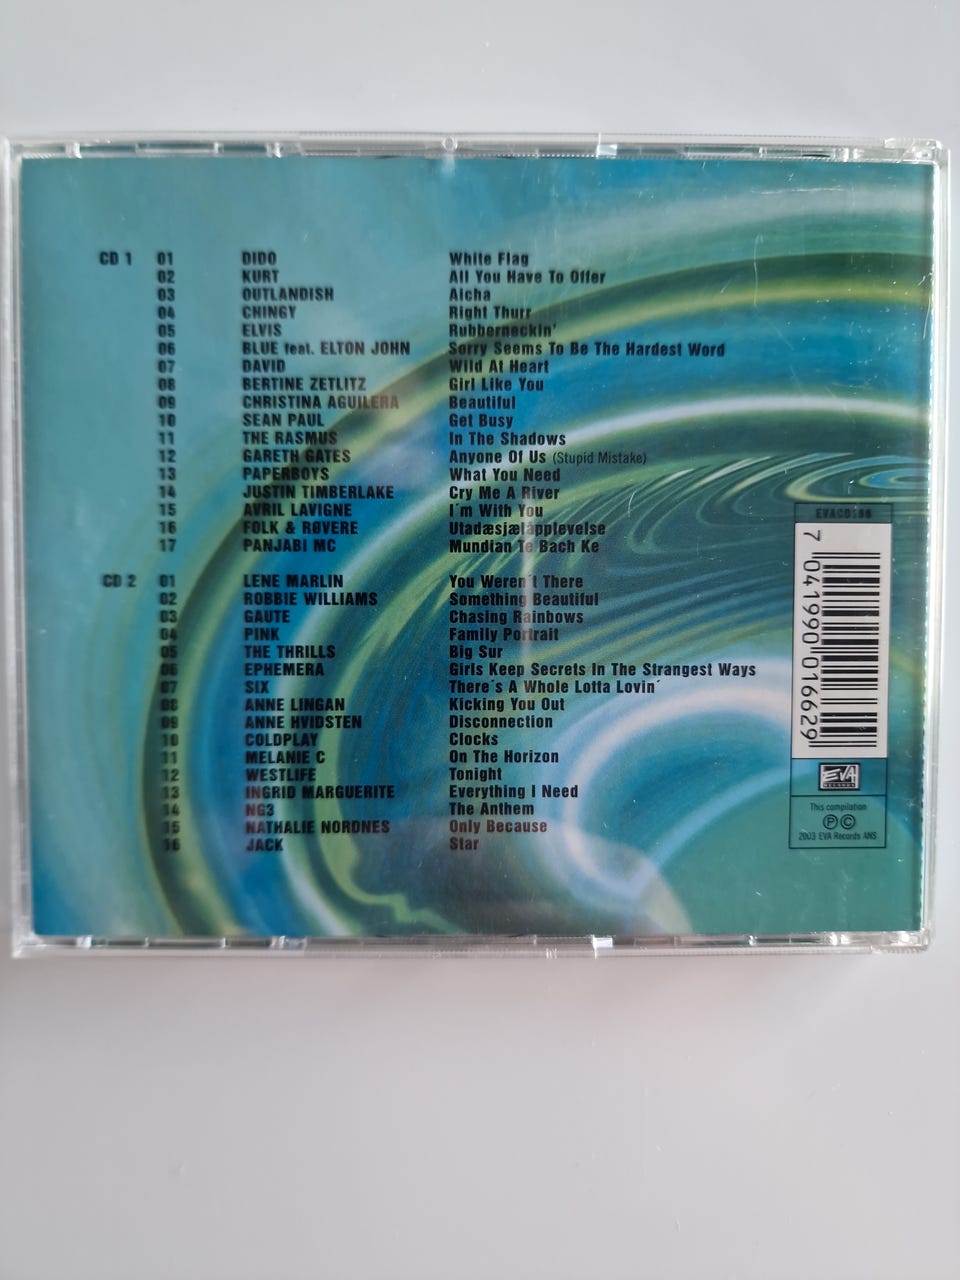 CD 1 01 DIDO White Flag
02 KURT All You Have To Offer
03 OUTLANDISH Aicha
04 CHINGY Right Thurr
05 ELVIS Rubberneckin'
06 BLUE feat. ELTON JOHN Sorry Seems To Be The Hardest Word
07 DAVID Wild At Heart
08 BERTINE ZETLITZ Girl Like You
09 CHRISTINA AGUILERA Beautiful
10 SEAN PAUL Get Busy
11 THE RASMUS In The Shadows
12 GARETH GATES Anyone Of Us (Stupid Mistake)
13 PAPERBOYS What You Need
14 JUSTIN TIMBERLAKE Cry Me A River
15 AVRIL LAVIGNE I´m With You
16 FOLK & RØVERE Utadæsjælåpplevelse
17 PANJABI MC Mundian Te Bach Ke
CD 2 01 LENE MARLIN You Weren´t There
02 ROBBIE WILLIAMS Something Beautiful
03 GAUTE Chasing Rainbows
04 PINK Family Portrait
05 THE THRILLS Big Sur
06 EPHEMERA Girls Keep Secrets In The Strangest Ways
07 SIX There´s A Whole Lotta Lovin´
08 ANNE LINGAN Kicking You Out
09 ANNE HVIDSTEN Disconnection
10 COLDPLAY Clocks
11 MELANIE C On The Horizon
12 WESTLIFE Tonight
13 INGRID MARGUERITE Everything I Need
14 NG3 The Anthem
15 NATHALIE NORDNES Only Because
16 JACK Star
7 041990 016629
EVA
RECORDS
This compilation
Ⓟ ©
2003 EVA Records ANS